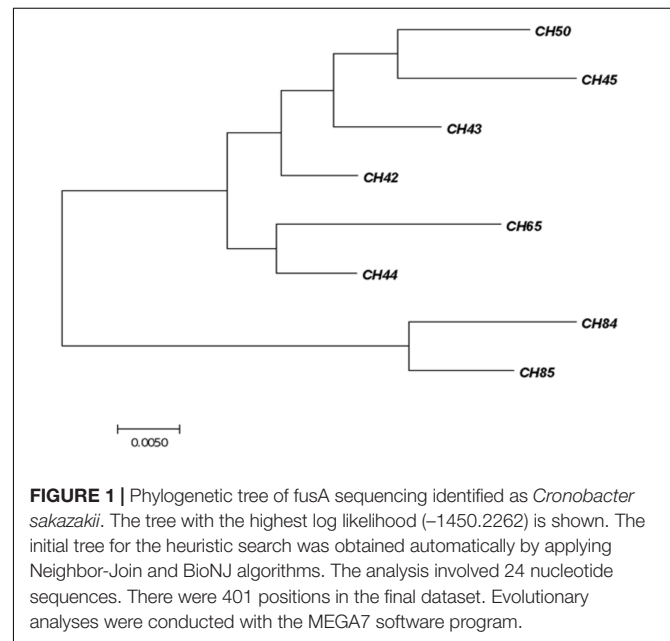 CH50
CH45
CH43
CH42
CH65
CH44
CH84
CH85
0.0050
FIGURE 1 | Phylogenetic tree of fusA sequencing identified as Cronobacter
sakazakii. The tree with the highest log likelihood (–1450.2262) is shown. The
initial tree for the heuristic search was obtained automatically by applying
Neighbor-Join and BioNJ algorithms. The analysis involved 24 nucleotide
sequences. There were 401 positions in the final dataset. Evolutionary
analyses were conducted with the MEGA7 software program.